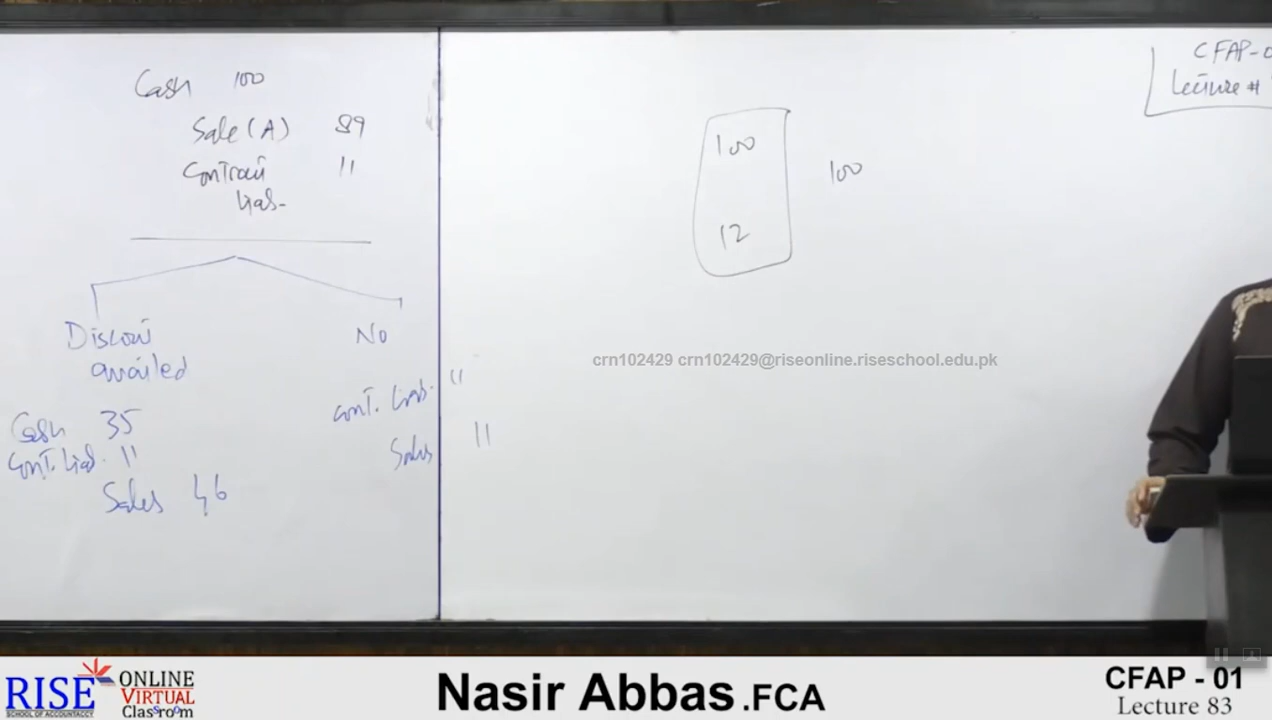 Cash 100
Sale (A) 89
Contract 11
Liab-
Discount
availed
No
Cash 35
Cont. Liab. 11
Sales 46
Cont. Liab. 11
Sales 11
100
12
100
CFAP-0
Lecture #
crn102429 crn102429@riseonline.riseschool.edu.pk
RISE
SCHOOL OF ACCOUNTANCY
ONLINE
VIRTUAL
Classroom
Nasir Abbas .FCA
CFAP - 01
Lecture 83